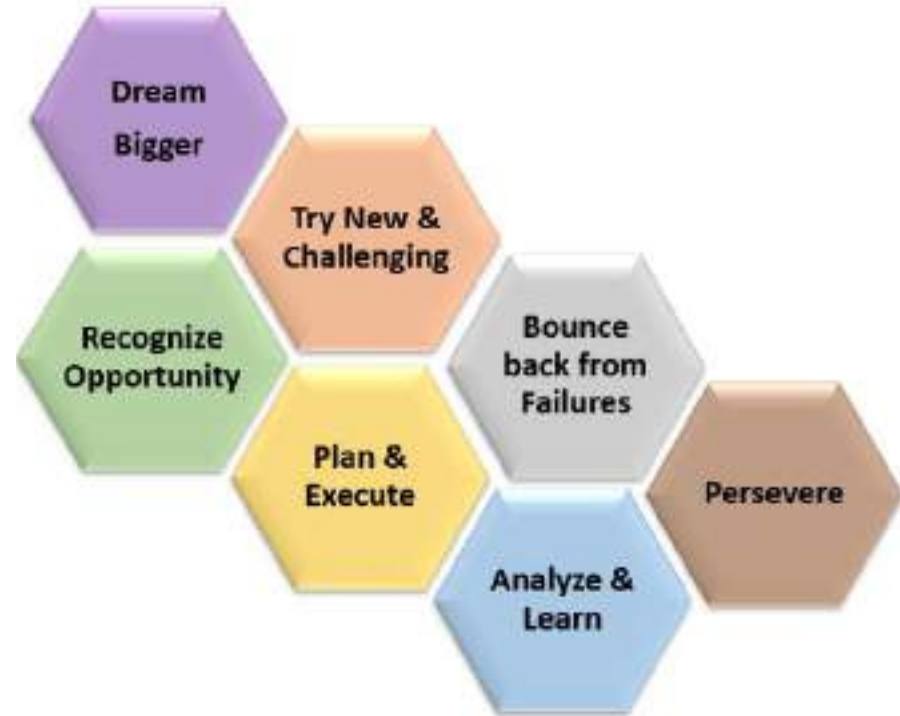 Dream
Bigger
Try New &
Challenging
Recognize
Opportunity
Bounce
back from
Failures
Plan &
Execute
Persevere
Analyze &
Learn